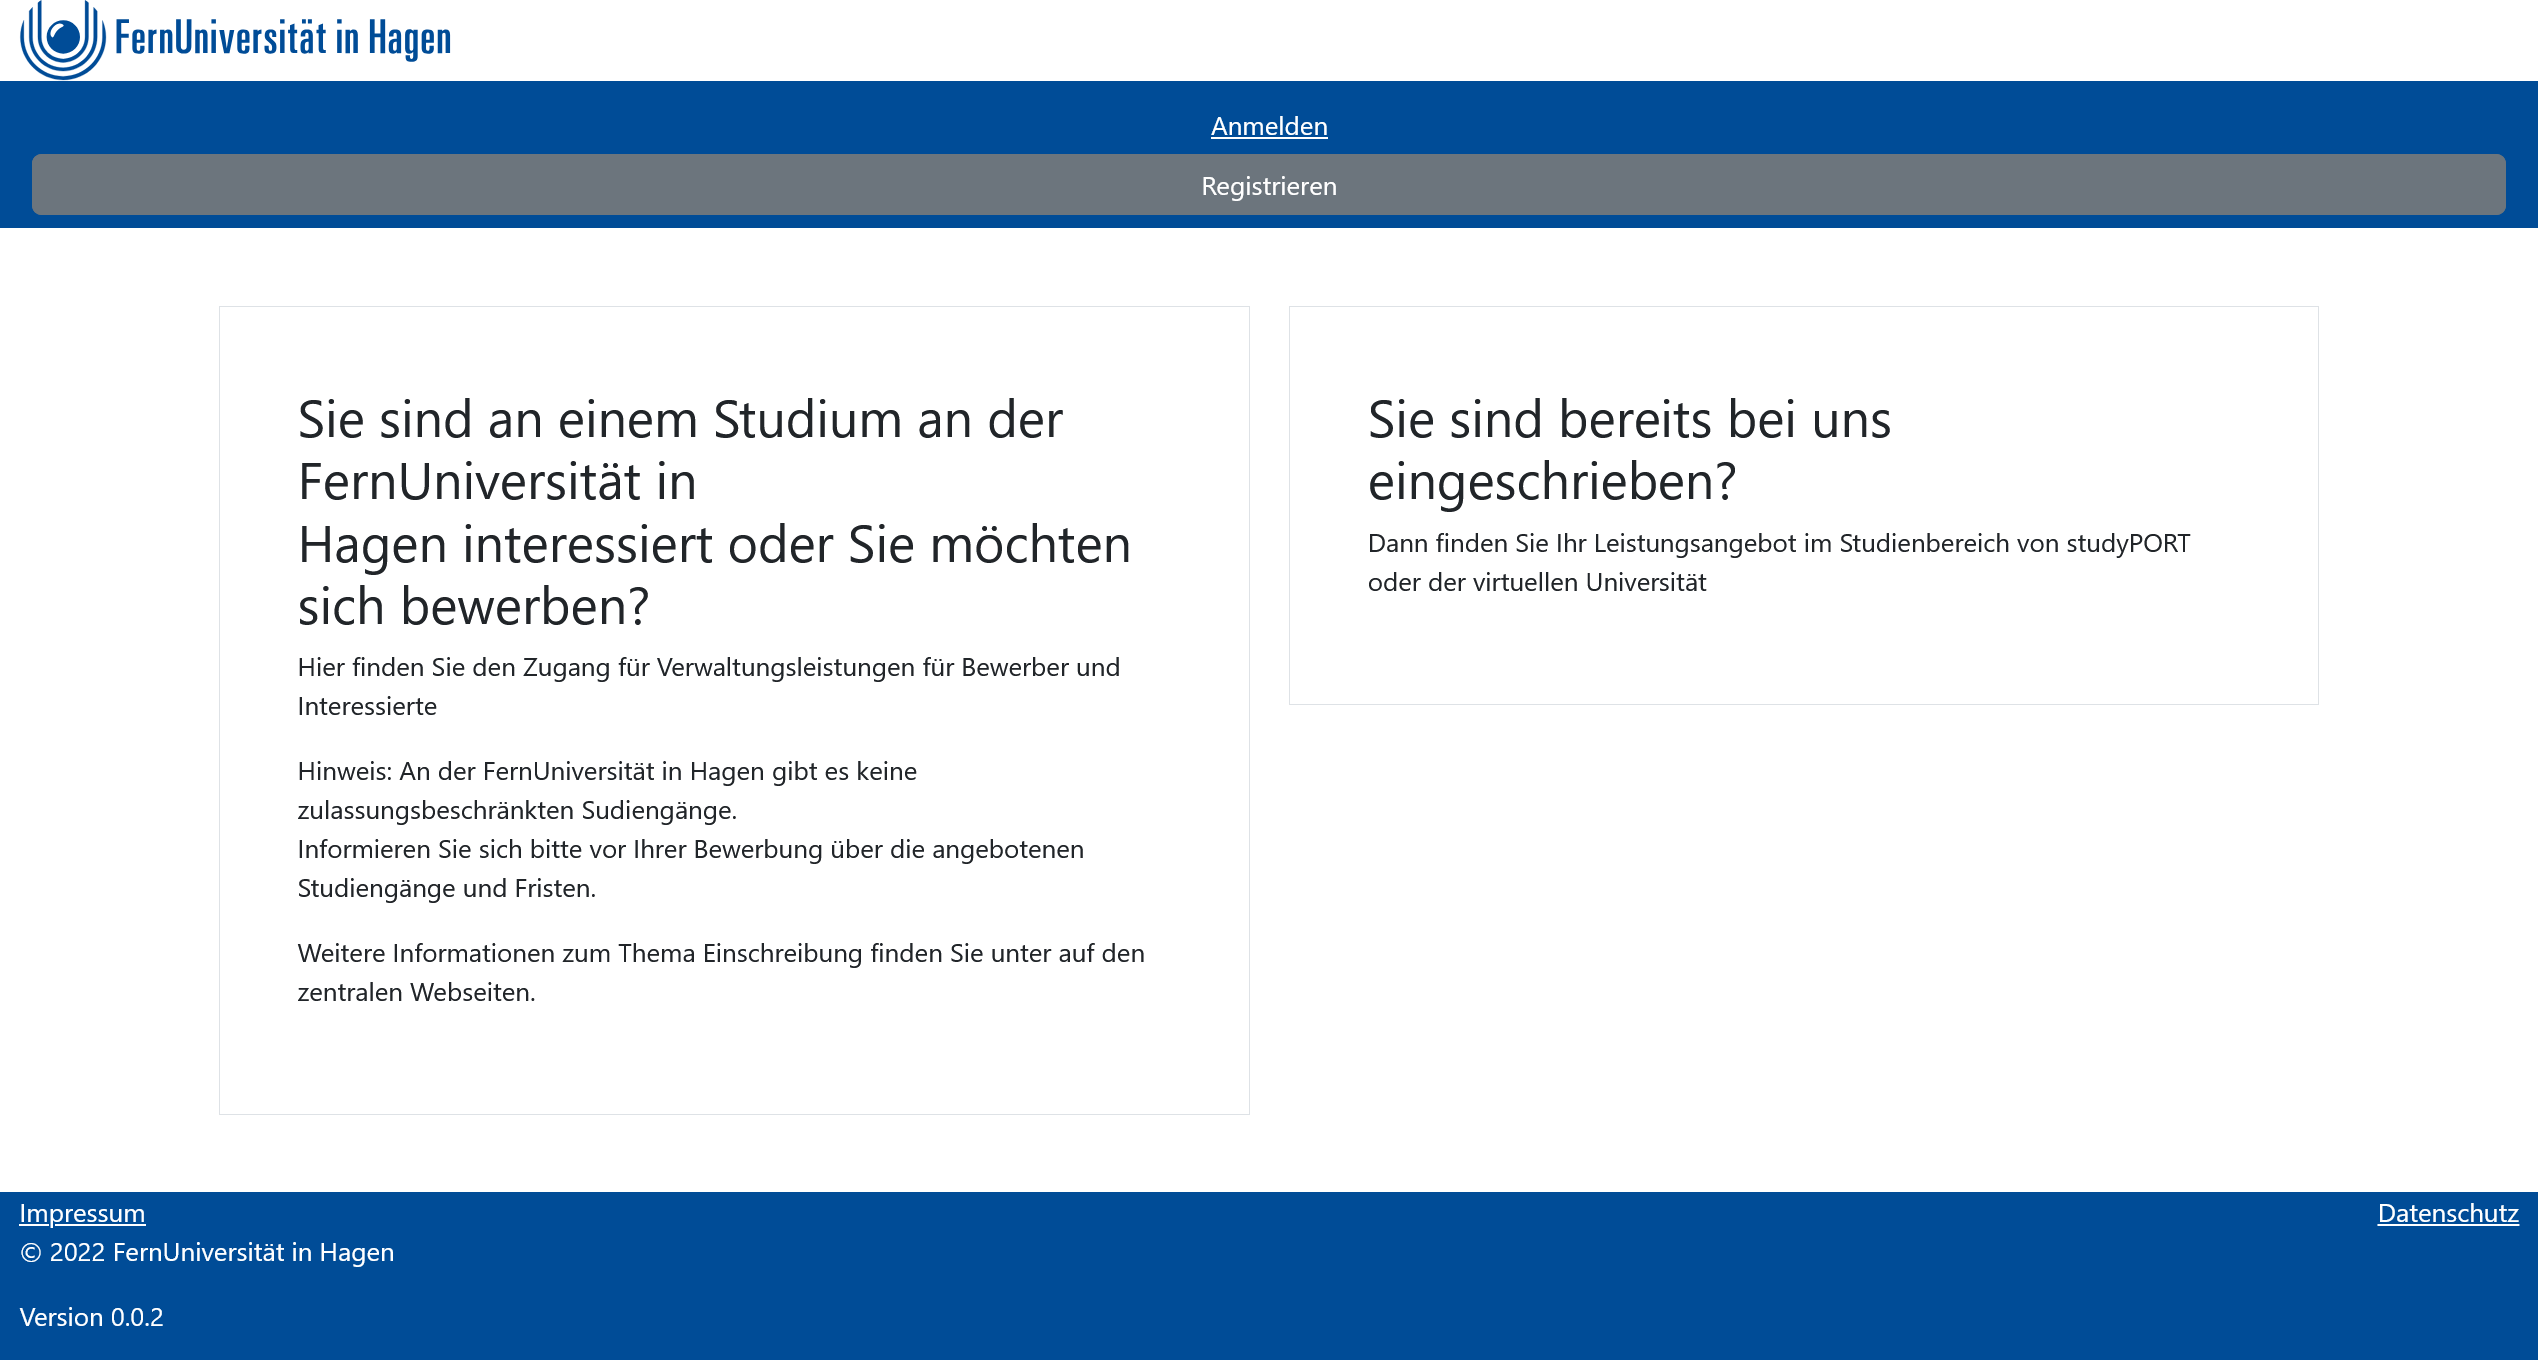 FernUniversität in Hagen
Anmelden
Registrieren
Sie sind an einem Studium an der
FernUniversität in
Hagen interessiert oder Sie möchten
sich bewerben?
Hier finden Sie den Zugang für Verwaltungsleistungen für Bewerber und
Interessierte
Hinweis: An der FernUniversität in Hagen gibt es keine
zulassungsbeschränkten Sudiengänge.
Informieren Sie sich bitte vor Ihrer Bewerbung über die angebotenen
Studiengänge und Fristen.
Weitere Informationen zum Thema Einschreibung finden Sie unter auf den
zentralen Webseiten.
Sie sind bereits bei uns
eingeschrieben?
Dann finden Sie Ihr Leistungsangebot im Studienbereich von studyPORT
oder der virtuellen Universität
Impressum
Datenschutz
© 2022 FernUniversität in Hagen
Version 0.0.2